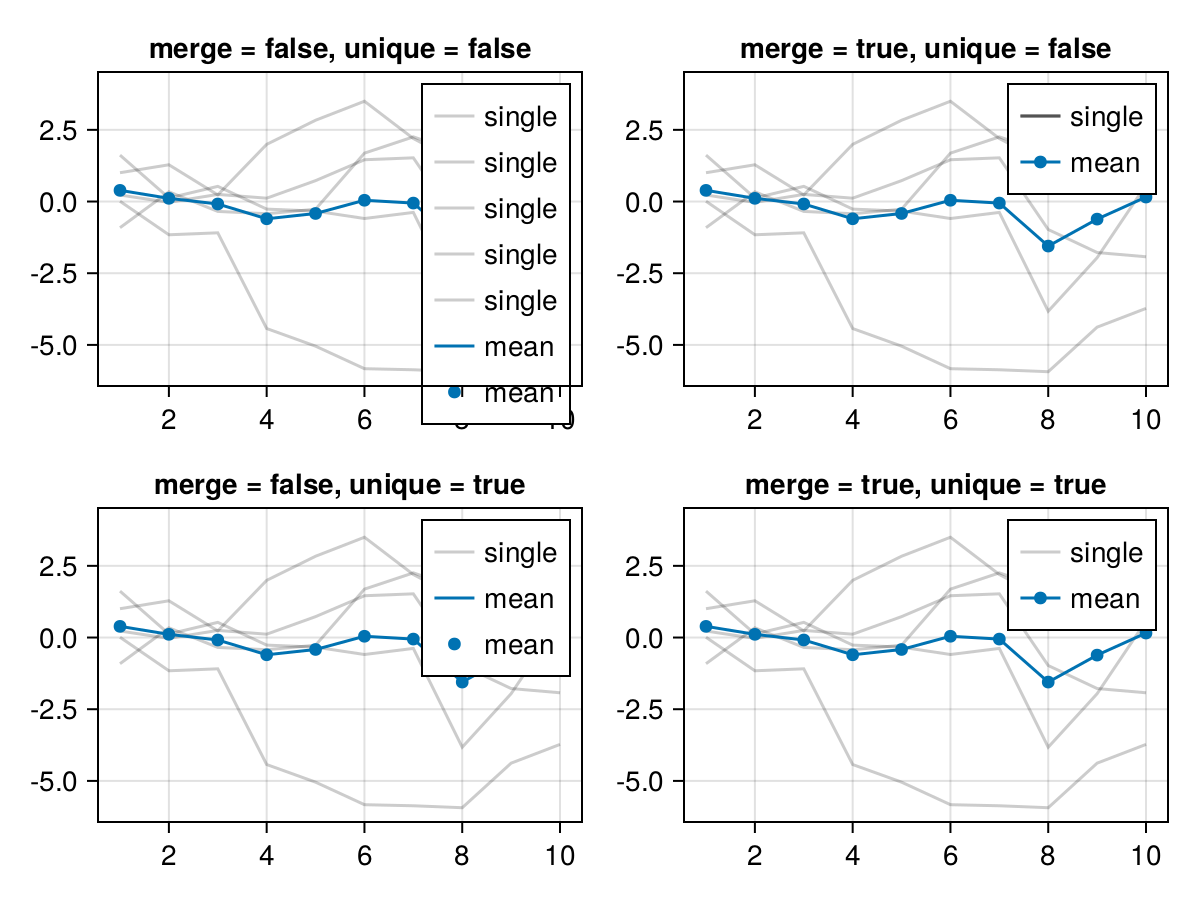 merge = false, unique = false
merge = true, unique = false
2.5
0.0
-2.5
-5.0
single
single
single
single
single
mean
mean
2
4
6
10
2.5
0.0
-2.5
-5.0
single
mean
2
4
6
8
10
merge = false, unique = true
merge = true, unique = true
2.5
0.0
-2.5
-5.0
single
mean
mean
2
4
6
8
10
2.5
0.0
-2.5
-5.0
single
mean
2
4
6
8
10